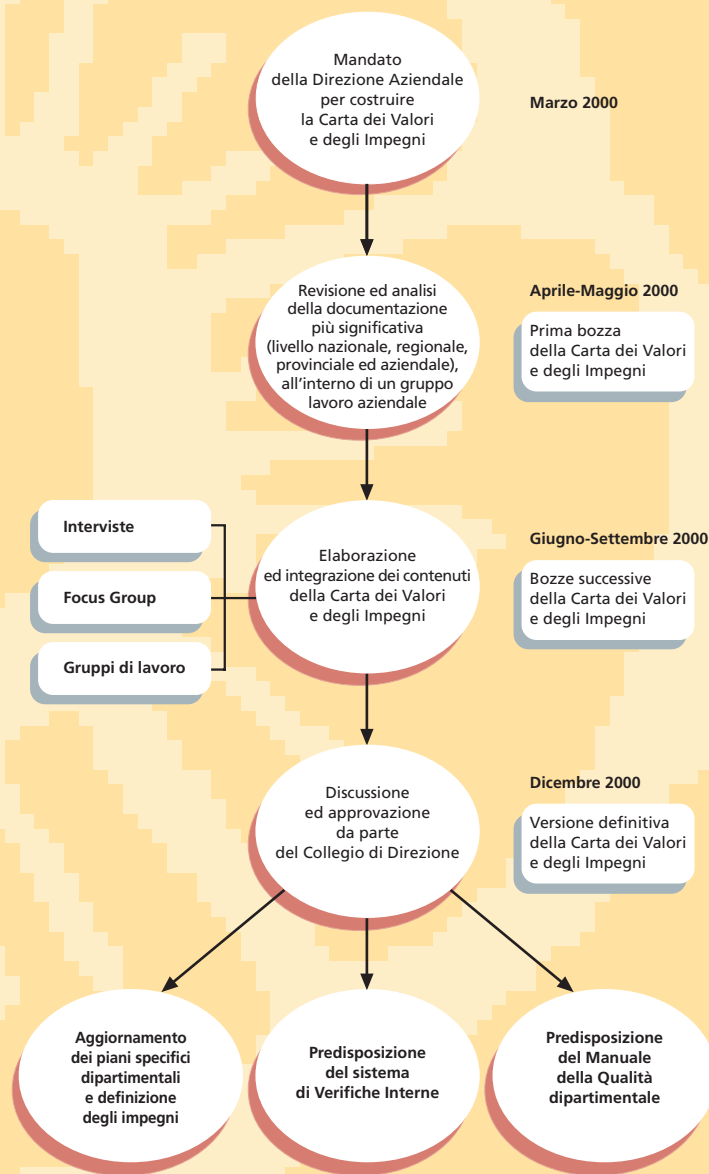 Mandato
della Direzione Aziendale
per costruire
la Carta dei Valori
e degli Impegni
Marzo 2000
Revisione ed analisi
della documentazione
più significativa
(livello nazionale, regionale,
provinciale ed aziendale),
all'interno di un gruppo
lavoro aziendale
Aprile-Maggio 2000
Prima bozza
della Carta dei Valori
e degli Impegni
Interviste
Focus Group
Gruppi di lavoro
Elaborazione
ed integrazione dei contenuti
della Carta dei Valori
e degli Impegni
Giugno-Settembre 2000
Bozze successive
della Carta dei Valori
e degli Impegni
Discussione
ed approvazione
da parte
del Collegio di Direzione
Dicembre 2000
Versione definitiva
della Carta dei Valori
e degli Impegni
Aggiornamento
dei piani specifici
dipartimentali
e definizione
degli impegni
Predisposizione
del sistema
di Verifiche Interne
Predisposizione
del Manuale
della Qualità
dipartimentale